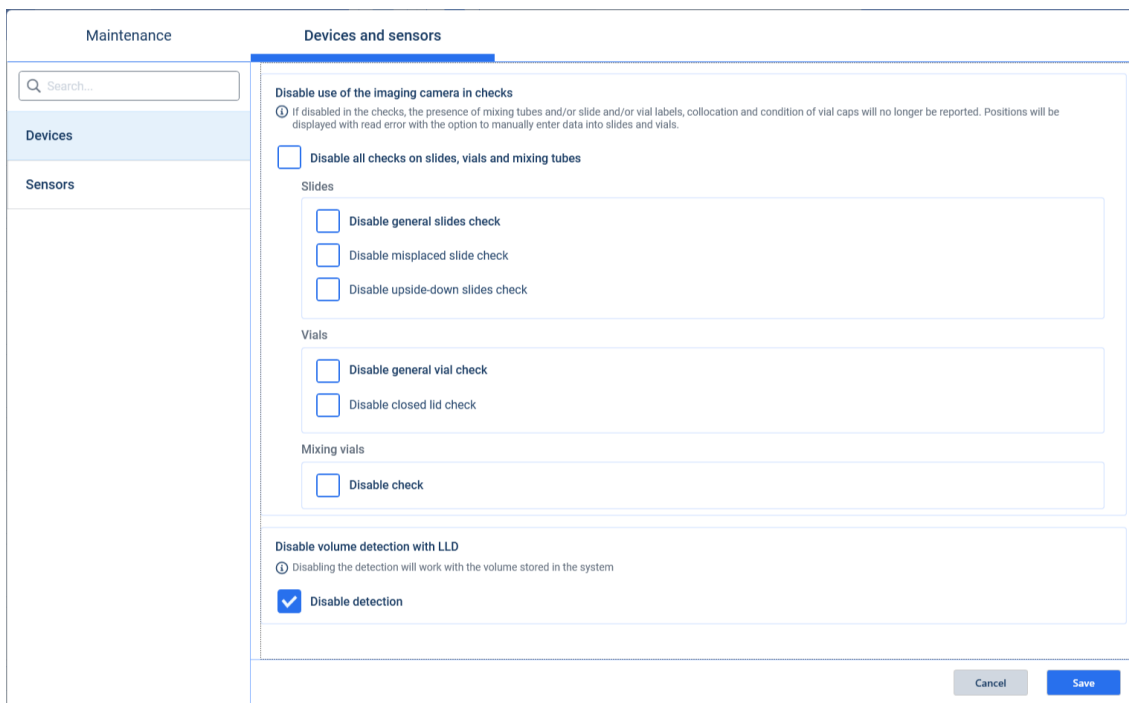 Maintenance
Devices and sensors
Search...
Devices
Sensors
Disable use of the imaging camera in checks
If disabled in the checks, the presence of mixing tubes and/or slide and/or vial labels, collocation and condition of vial caps will no longer be reported. Positions will be
displayed with read error with the option to manually enter data into slides and vials.
Disable all checks on slides, vials and mixing tubes
Slides
Disable general slides check
Disable misplaced slide check
Disable upside-down slides check
Vials
Disable general vial check
Disable closed lid check
Mixing vials
Disable check
Disable volume detection with LLD
Disabling the detection will work with the volume stored in the system
Disable detection
Cancel
Save